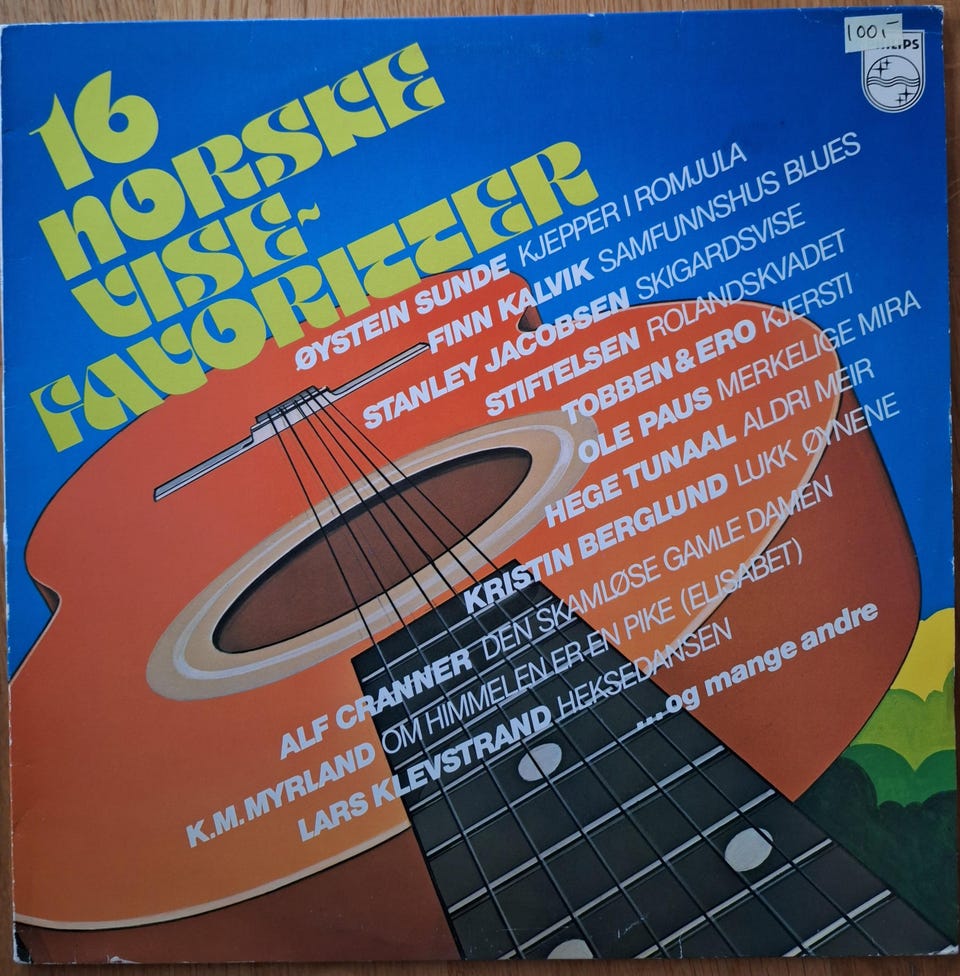 16
NORSKE
VISE-
FAVORITTER
100,-
PHILIPS
ØYSTEIN SUNDE KJEPPER I ROMJULA
FINN KALVIK SAMFUNNSHUS BLUES
STANLEY JACOBSEN SKIGARDSVISE
STIFTELSEN ROLANDSKVADET
TOBBEN & ERO KJERSTI
OLE PAUS MERKELIGE MIRA
HEGE TUNAAL ALDRI MEIR
KRISTIN BERGLUND LUKK ØYNENE
ALF CRANNER DEN SKAMLØSE GAMLE DAMEN
K.M. MYRLAND OM HIMMELEN ER EN PIKE (ELISABET)
LARS KLEVSTRAND HEKSEDANSEN
...og mange andre